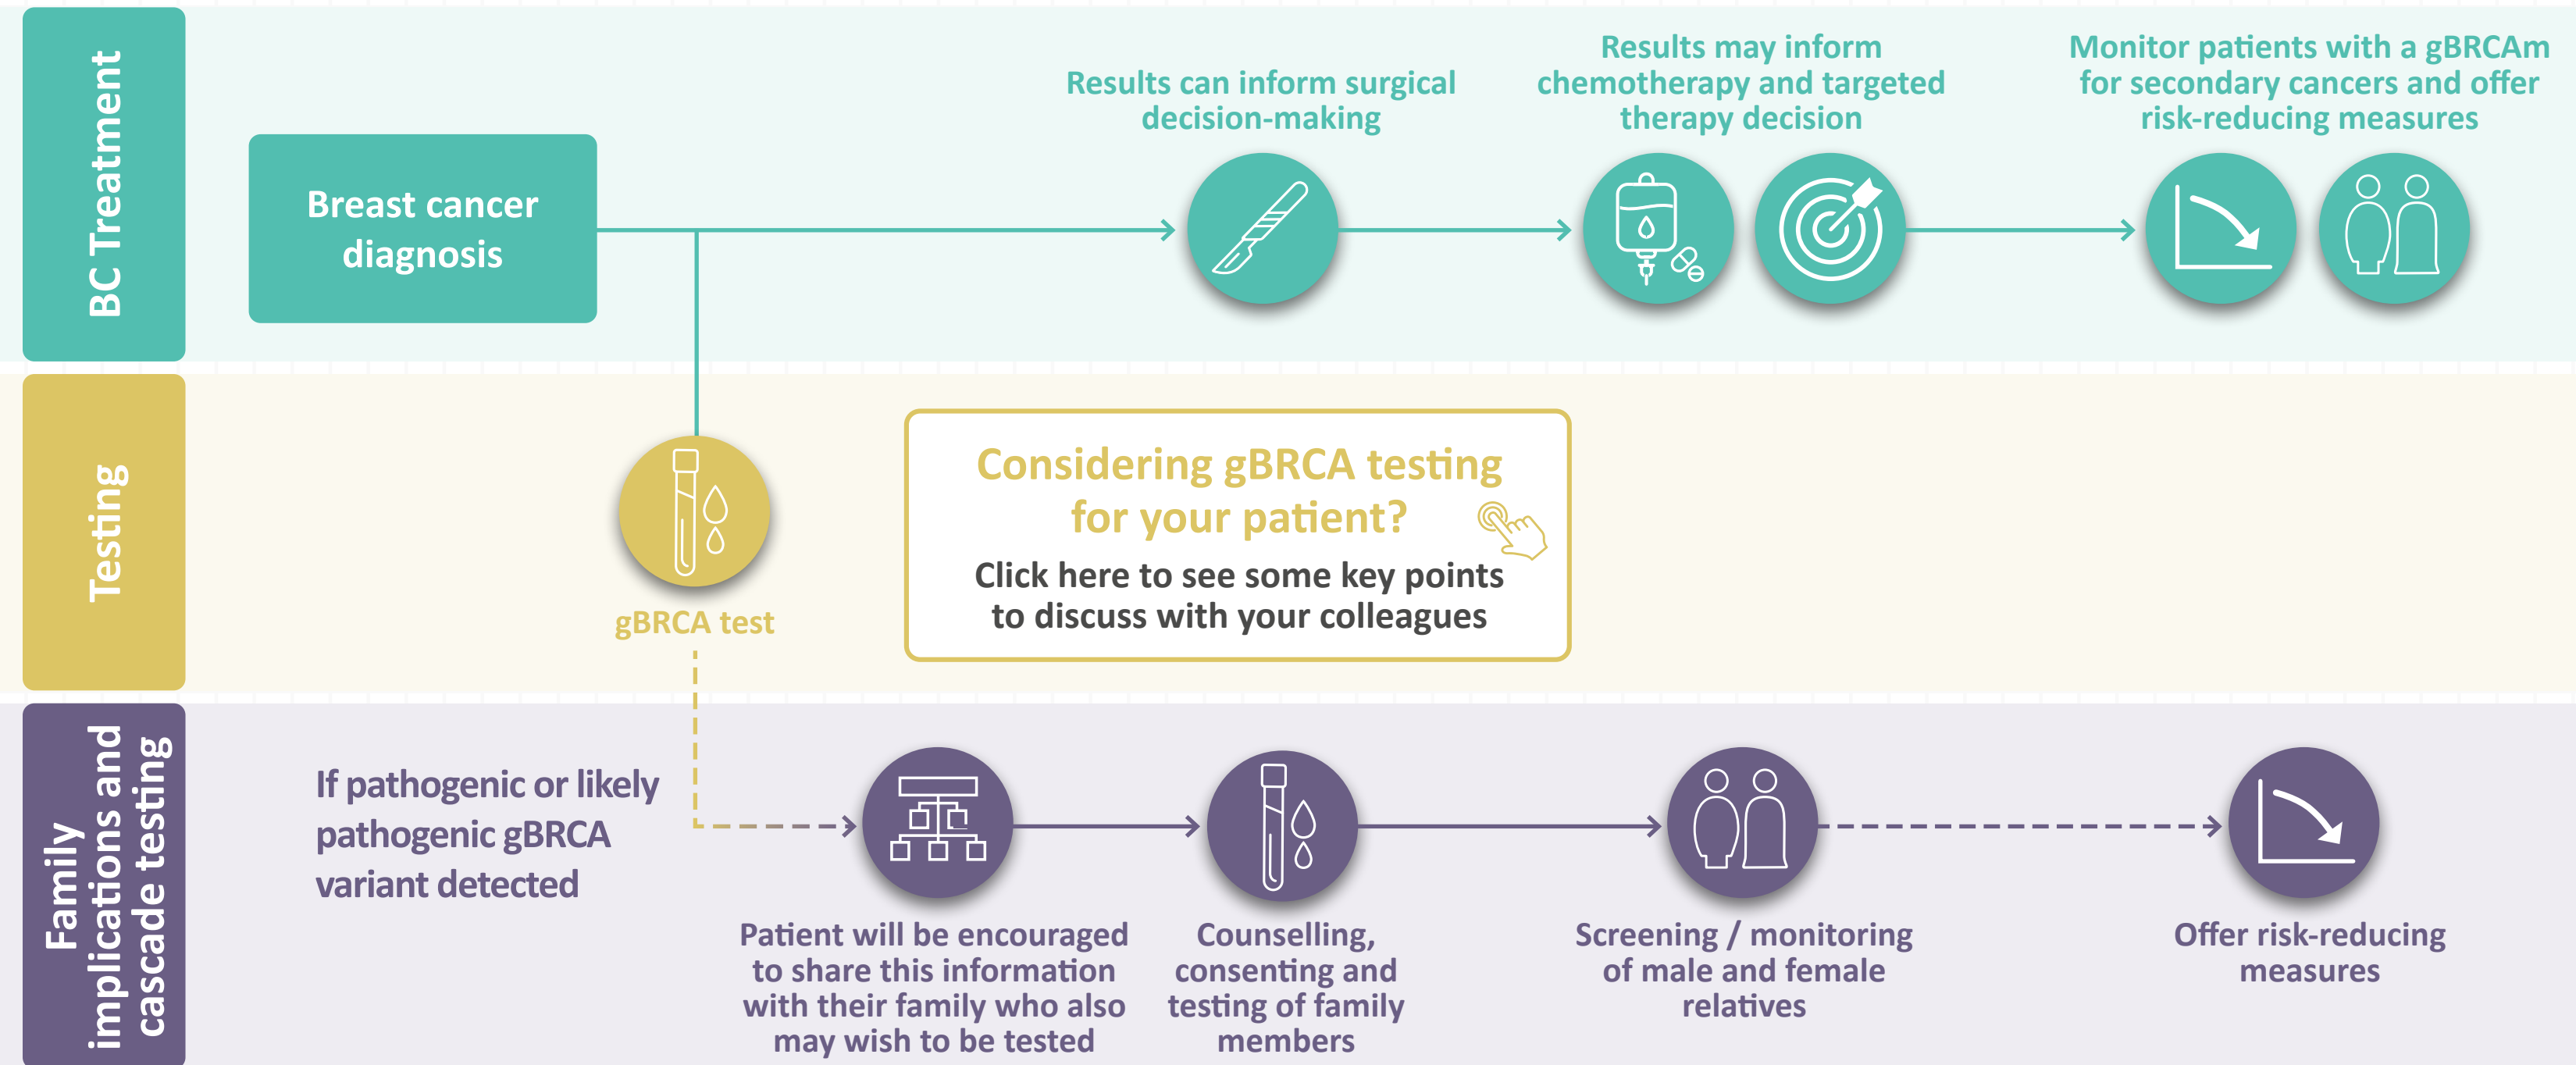 BC Treatment
Breast cancer
diagnosis
Results can inform surgical
decision-making
Results may inform
chemotherapy and targeted
therapy decision
Monitor patients with a gBRCAm
for secondary cancers and offer
risk-reducing measures
Testing
gBRCA test
Considering gBRCA testing
for your patient?
Click here to see some key points
to discuss with your colleagues
Family
implications and
cascade testing
If pathogenic or likely
pathogenic gBRCA
variant detected
Patient will be encouraged
to share this information
with their family who also
may wish to be tested
Counselling,
consenting and
testing of family
members
Screening / monitoring
of male and female
relatives
Offer risk-reducing
measures